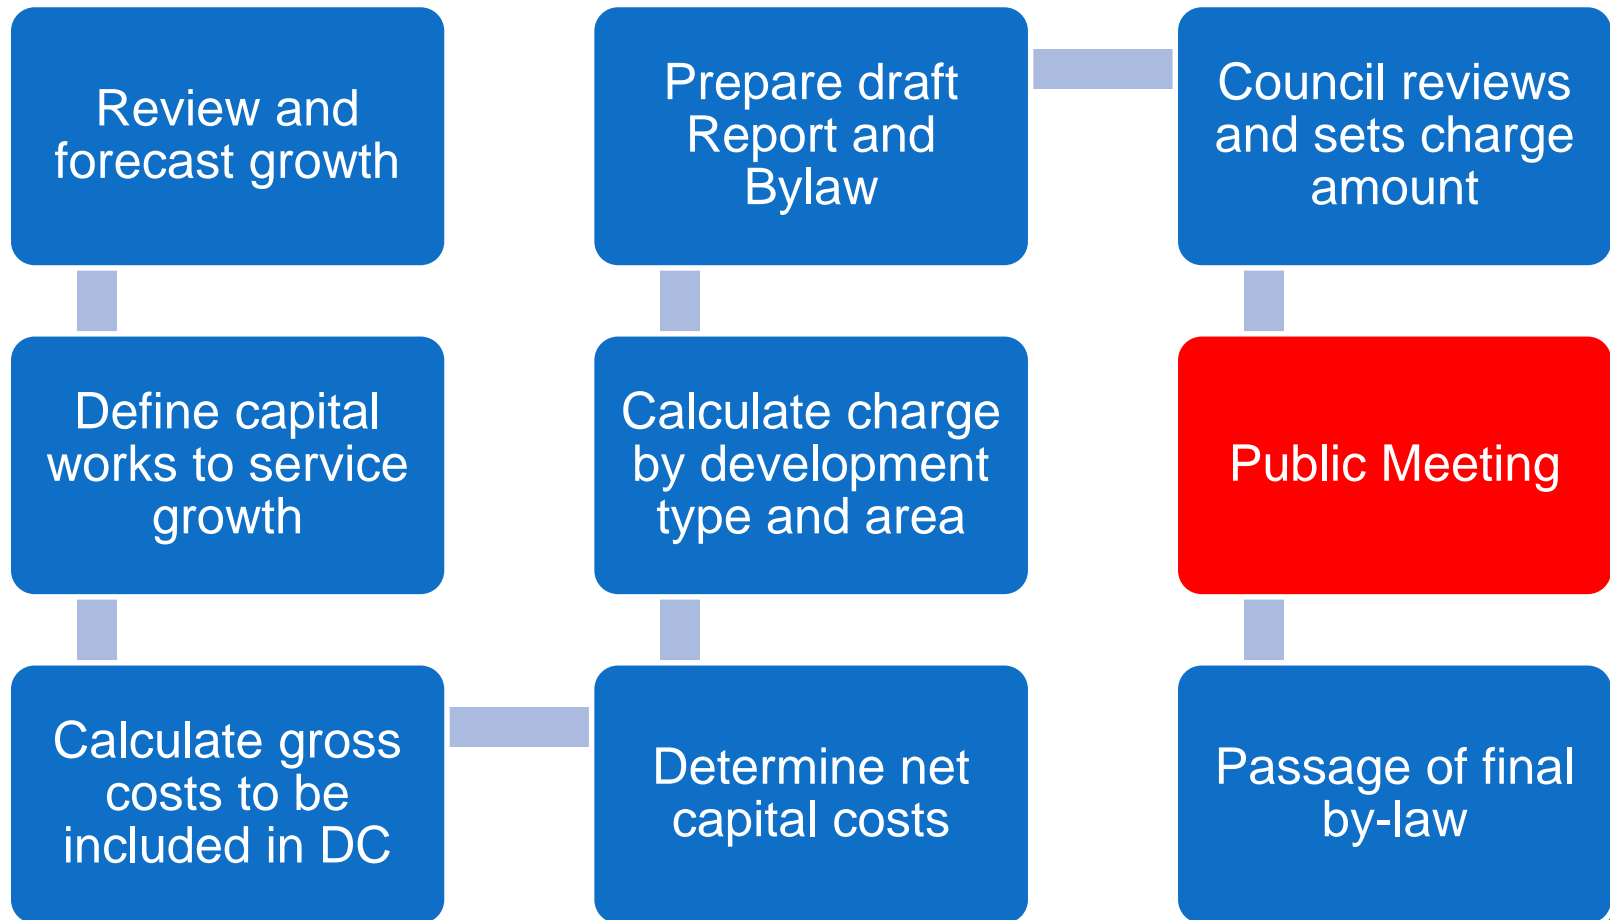 Review and
forecast growth
Define capital
works to service
growth
Calculate gross
costs to be
included in DC
Determine net
capital costs
Calculate charge
by development
type and area
Prepare draft
Report and
Bylaw
Council reviews
and sets charge
amount
Public Meeting
Passage of final
by-law